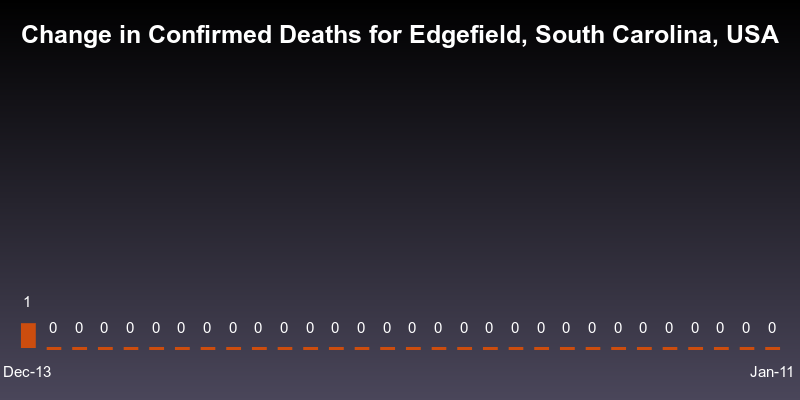 Change in Confirmed Deaths for Edgefield, South Carolina, USA
1
0 0 0 0 0 0 0 0 0 0 0 0 0 0 0 0 0 0 0 0 0 0 0 0 0 0 0 0 0
Dec-13 Jan-11